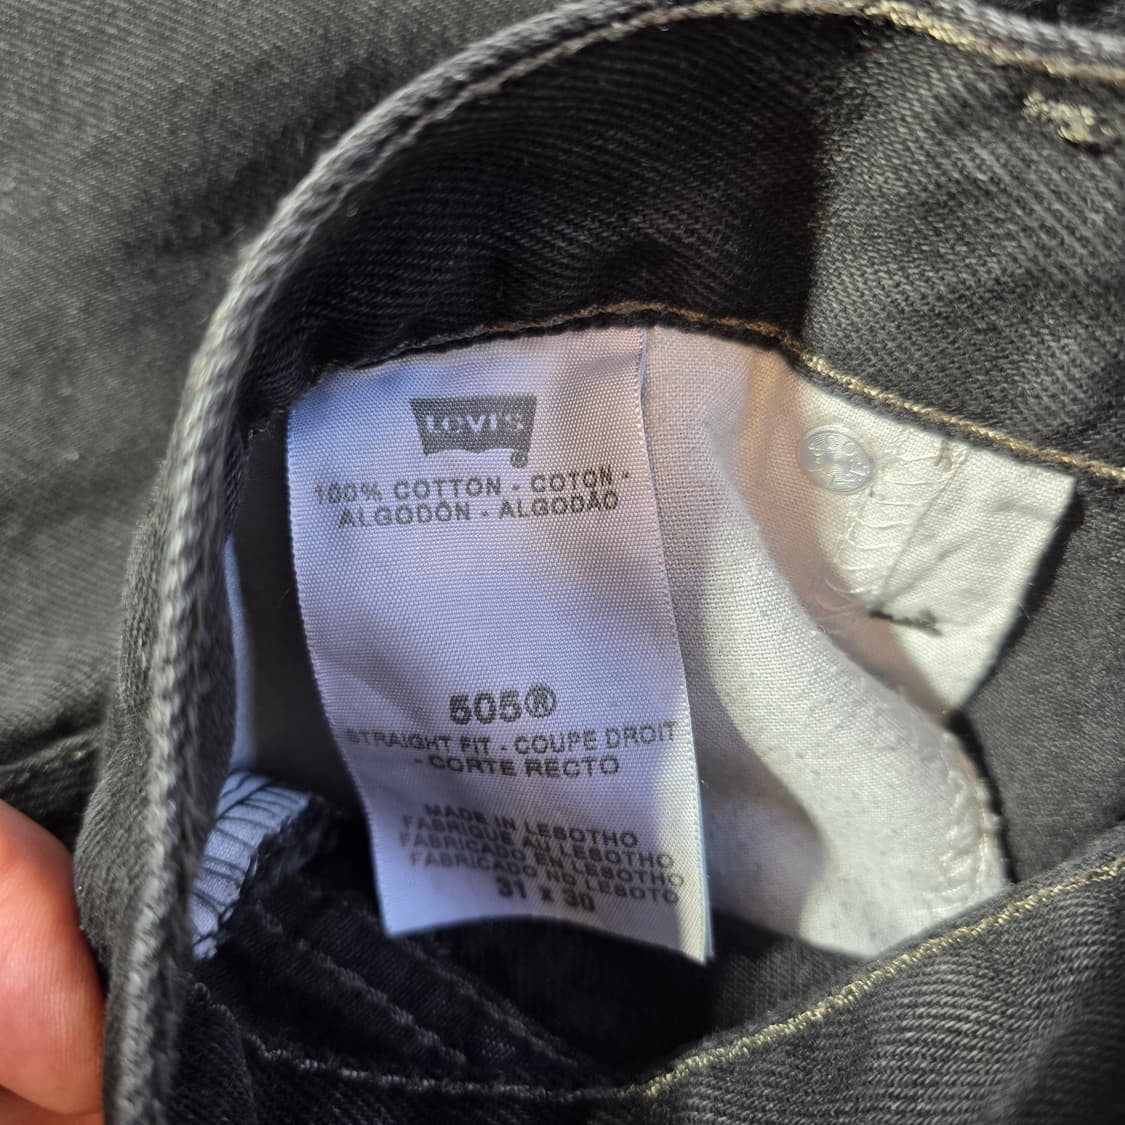 Levi's
100% COTTON - COTON -
ALGODÓN - ALGODÃO
505®
STRAIGHT FIT - COUPE DROIT
- CORTE RECTO
MADE IN LESOTHO
FABRIQUE AU LESOTHO
FABRICADO EN LESOTHO
FABRICADO NO LESOTO
31 x 30